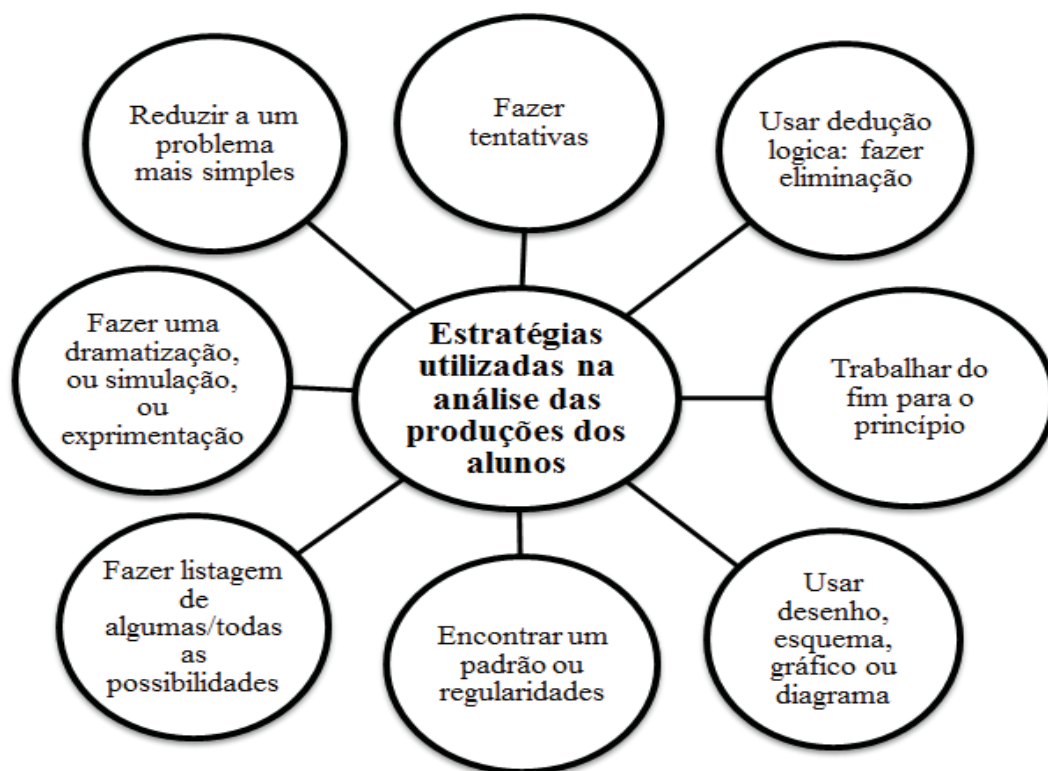 Reduzir a um
problema
mais simples
Fazer
tentativas
Usar dedução
logica: fazer
eliminação
Fazer uma
dramatização,
ou simulação,
ou
exprimentação
Estratégias
utilizadas na
análise das
produções dos
alunos
Trabalhar do
fim para o
princípio
Fazer listagem
de
algumas/todas
as
possibilidades
Encontrar um
padrão ou
regularidades
Usar
desenho,
esquema,
gráfico ou
diagrama